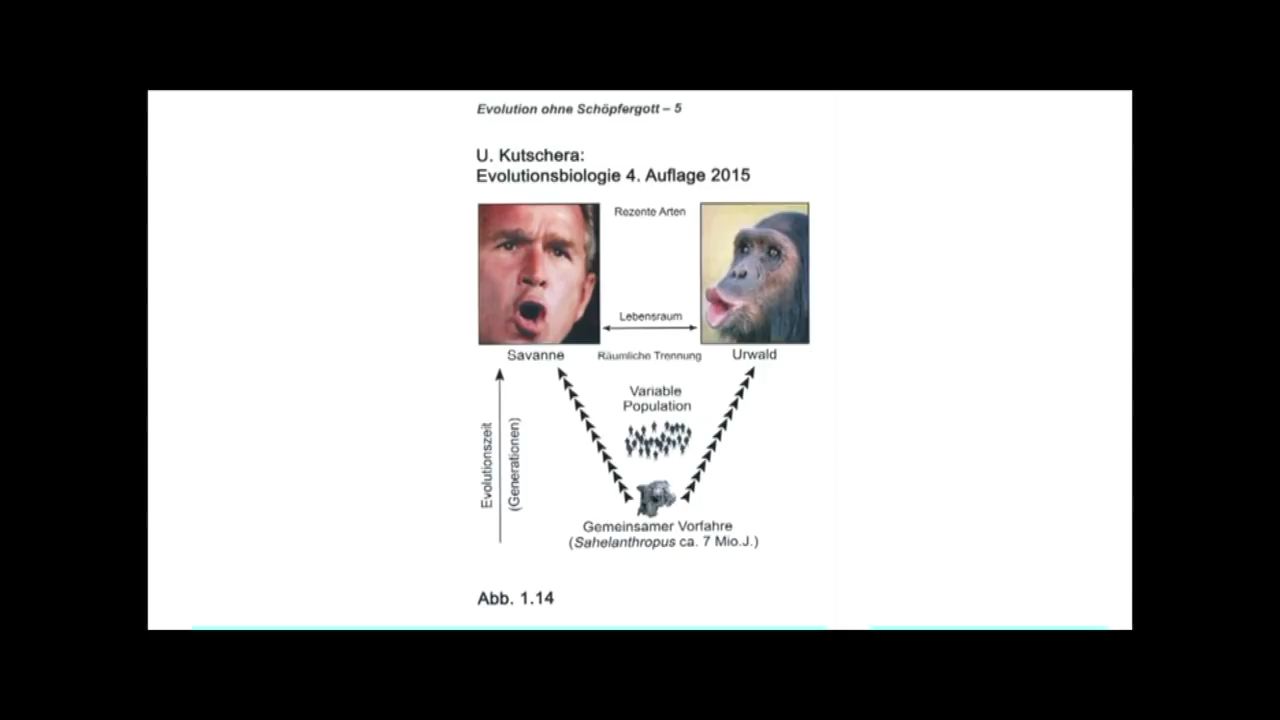 Evolution ohne Schöpfergott – 5
U. Kutschera:
Evolutionsbiologie 4. Auflage 2015
Rezente Arten
Lebensraum
Savanne
Räumliche Trennung
Urwald
Variable
Population
Evolutionszeit
(Generationen)
Gemeinsamer Vorfahre
(Sahelanthropus ca. 7 Mio.J.)
Abb. 1.14